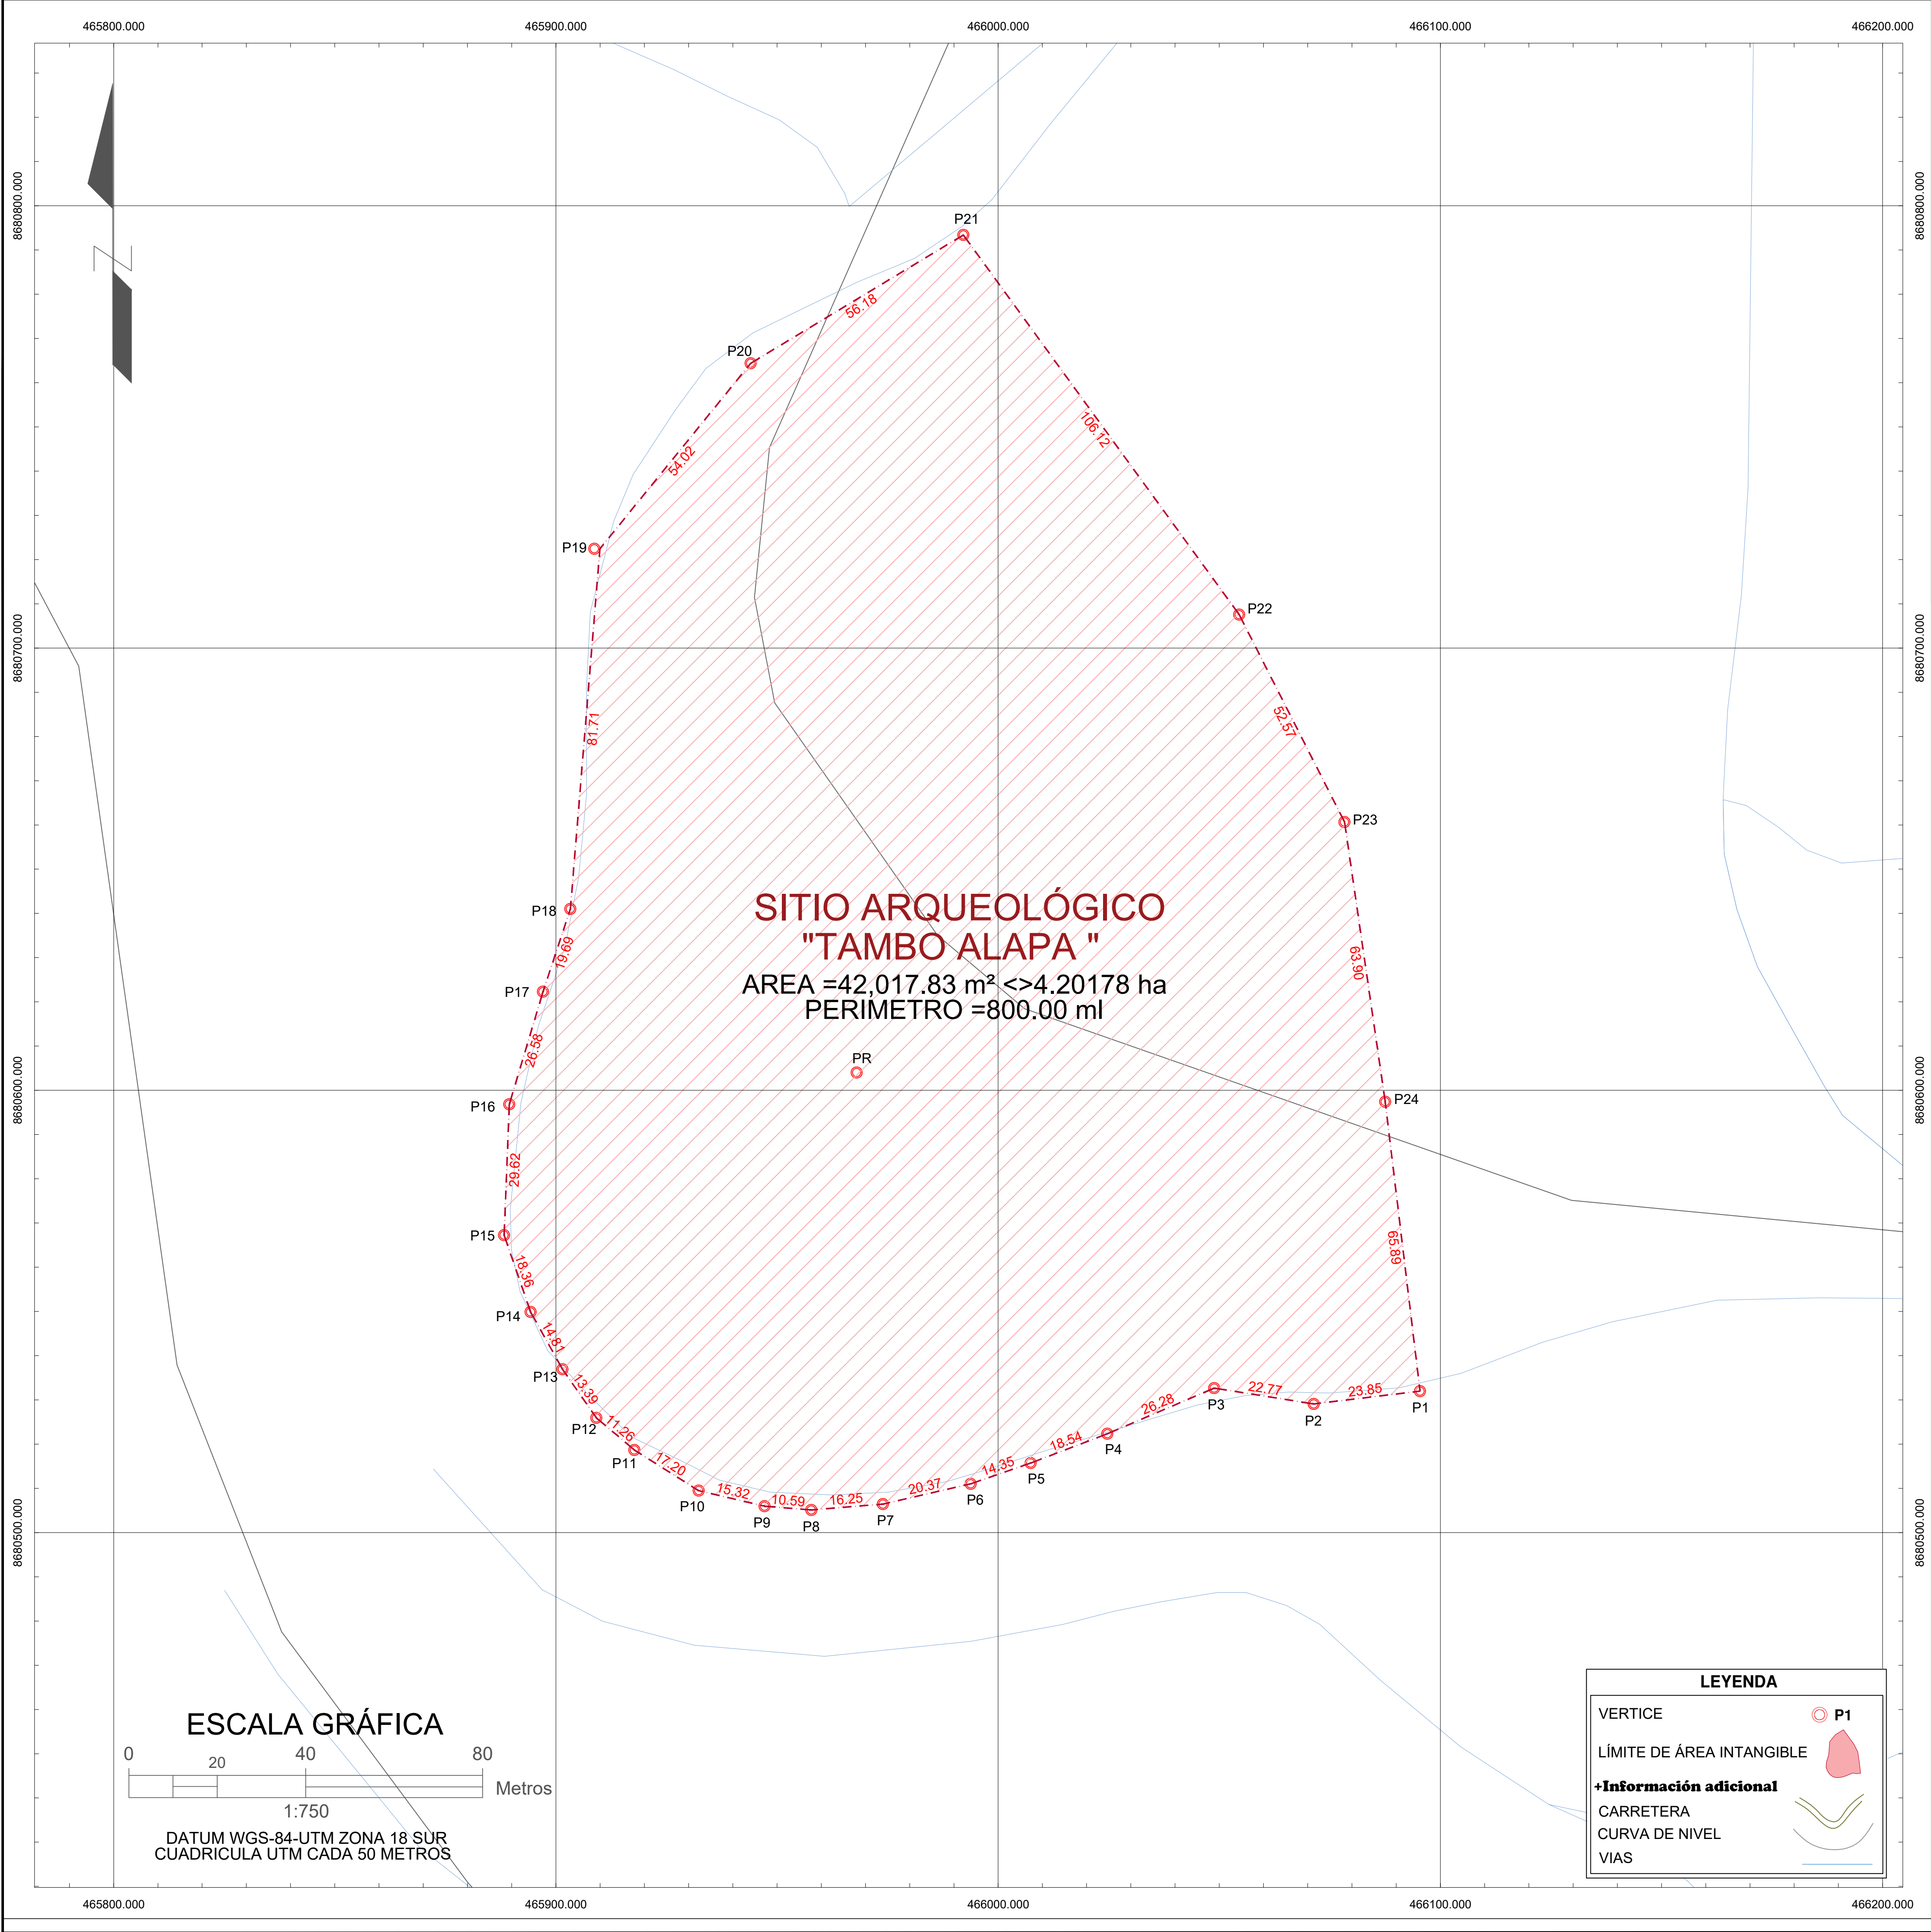 465800.000
465900.000
466000.000
466100.000
466200.000
8680800.000
8680800.000
N
P21
56.18
P20
106.12
54.02
P19
P22
8680700.000
8680700.000
81.71
52.57
P23
SITIO ARQUEOLÓGICO
"TAMBO ALAPA "
AREA =42,017.83 m² <>4.20178 ha
PERIMETRO =800.00 ml
P18
19.69
63.90
P17
26.58
PR
8680600.000
8680600.000
P16
P24
29.62
P15
65.89
18.36
P14
14.81
P13
13.39
P12
11.26
P11
17.20
P10
15.32
P9
10.59
P8
16.25
P7
20.37
P6
14.35
P5
18.54
P4
26.28
P3
22.77
P2
23.85
P1
8680500.000
8680500.000
ESCALA GRÁFICA
0 20 40 80
Metros
1:750
DATUM WGS-84-UTM ZONA 18 SUR
CUADRICULA UTM CADA 50 METROS
LEYENDA
VERTICE P1
LÍMITE DE ÁREA INTANGIBLE
+Información adicional
CARRETERA
CURVA DE NIVEL
VIAS
465800.000
465900.000
466000.000
466100.000
466200.000